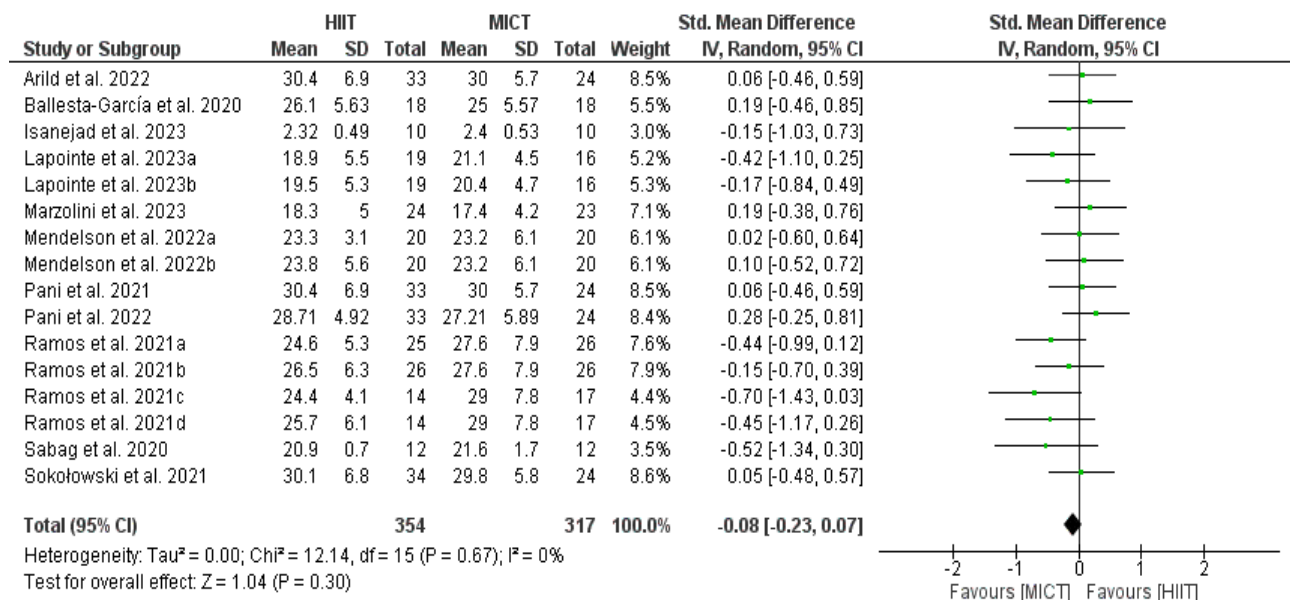 HIIT MICT Std. Mean Difference Std. Mean Difference
Study or Subgroup Mean SD Total Mean SD Total Weight IV, Random, 95% CI IV, Random, 95% CI
Arild et al. 2022 30.4 6.9 33 30 5.7 24 8.5% 0.06 [-0.46, 0.59]
Ballesta-García et al. 2020 26.1 5.63 18 25 5.57 18 5.5% 0.19 [-0.46, 0.85]
Isanejad et al. 2023 2.32 0.49 10 2.4 0.53 10 3.0% -0.15 [-1.03, 0.73]
Lapointe et al. 2023a 18.9 5.5 19 21.1 4.5 16 5.2% -0.42 [-1.10, 0.25]
Lapointe et al. 2023b 19.5 5.3 19 20.4 4.7 16 5.3% -0.17 [-0.84, 0.49]
Marzolini et al. 2023 18.3 5 24 17.4 4.2 23 7.1% 0.19 [-0.38, 0.76]
Mendelson et al. 2022a 23.3 3.1 20 23.2 6.1 20 6.1% 0.02 [-0.60, 0.64]
Mendelson et al. 2022b 23.8 5.6 20 23.2 6.1 20 6.1% 0.10 [-0.52, 0.72]
Pani et al. 2021 30.4 6.9 33 30 5.7 24 8.5% 0.06 [-0.46, 0.59]
Pani et al. 2022 28.71 4.92 33 27.21 5.89 24 8.4% 0.28 [-0.25, 0.81]
Ramos et al. 2021a 24.6 5.3 25 27.6 7.9 26 7.6% -0.44 [-0.99, 0.12]
Ramos et al. 2021b 26.5 6.3 26 27.6 7.9 26 7.9% -0.15 [-0.70, 0.39]
Ramos et al. 2021c 24.4 4.1 14 29 7.8 17 4.4% -0.70 [-1.43, 0.03]
Ramos et al. 2021d 25.7 6.1 14 29 7.8 17 4.6% -0.45 [-1.17, 0.26]
Sabag et al. 2020 20.9 0.7 12 21.6 1.7 12 3.5% -0.52 [-1.34, 0.30]
Sokołowski et al. 2021 30.1 6.8 34 29.8 5.8 24 8.6% 0.05 [-0.48, 0.57]
Total (95% CI) 354 317 100.0% -0.08 [-0.23, 0.07]
Heterogeneity: Tau² = 0.00; Chi² = 12.14, df = 15 (P = 0.67); I² = 0%
Test for overall effect: Z = 1.04 (P = 0.30)
-2 -1 0 1 2
Favours [MICT] Favours [HIIT]